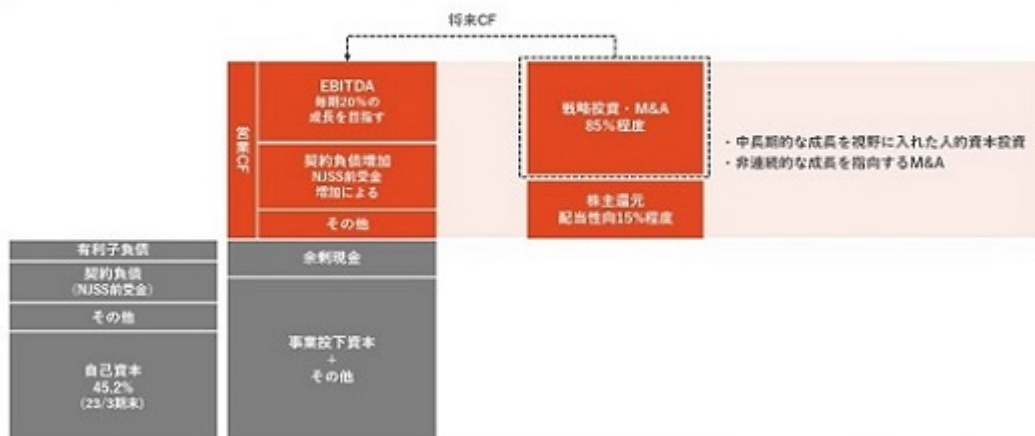 将来CF
営業CF
EBITDA
毎期20%の
成長を目指す
契約負債増加
NJSS前受金
増加による
その他
戦略投資・M&A
85%程度
株主還元
配当性向15%程度
・中長期的な成長を視野に入れた人的資本投資
・非連続的な成長を指向するM&A
有利子負債
契約負債
(NJSS前受金)
その他
自己資本
45.2%
(23/3期末)
余剰現金
事業投下資本
+
その他